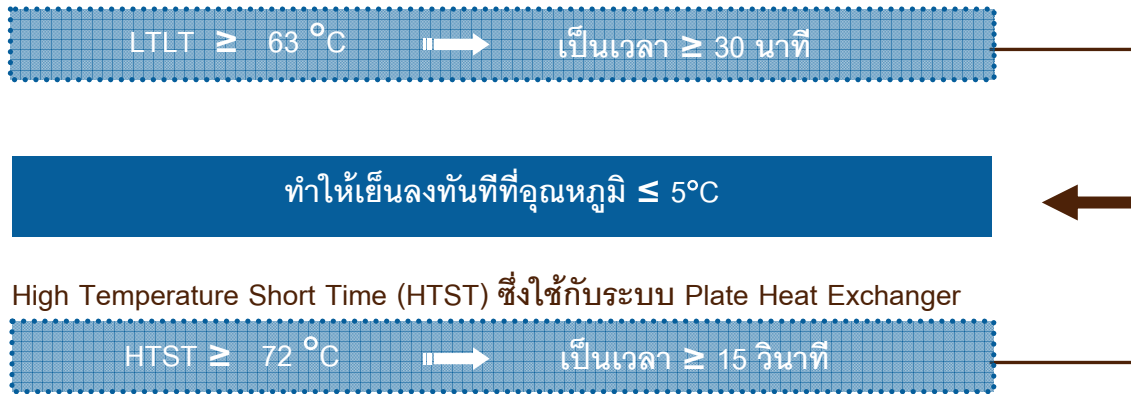 LTLT ≥ 63 °C เป็นเวลา ≥ 30 นาที
ทำให้เย็นลงทันทีที่อุณหภูมิ ≤ 5°C
High Temperature Short Time (HTST) ซึ่งใช้กับระบบ Plate Heat Exchanger
HTST ≥ 72 °C เป็นเวลา ≥ 15 วินาที